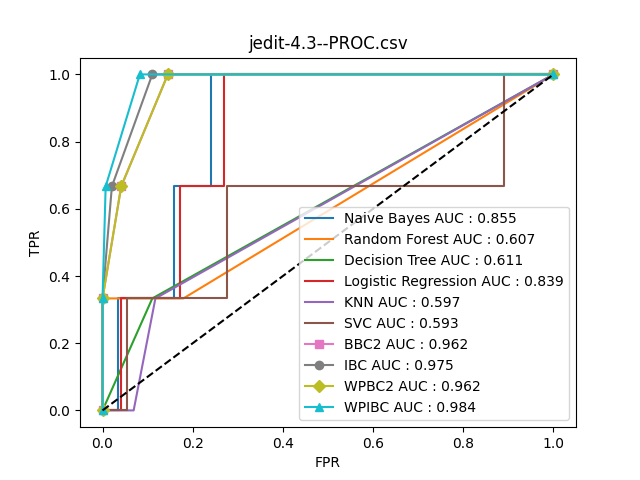 jedit-4.3--PROC.csv
TPR
1.0
0.8
0.6
0.4
0.2
0.0
Naive Bayes AUC : 0.855
Random Forest AUC : 0.607
Decision Tree AUC : 0.611
Logistic Regression AUC : 0.839
KNN AUC : 0.597
SVC AUC : 0.593
BBC2 AUC : 0.962
IBC AUC : 0.975
WPBC2 AUC : 0.962
WPIBC AUC : 0.984
0.0 0.2 0.4 0.6 0.8 1.0
FPR